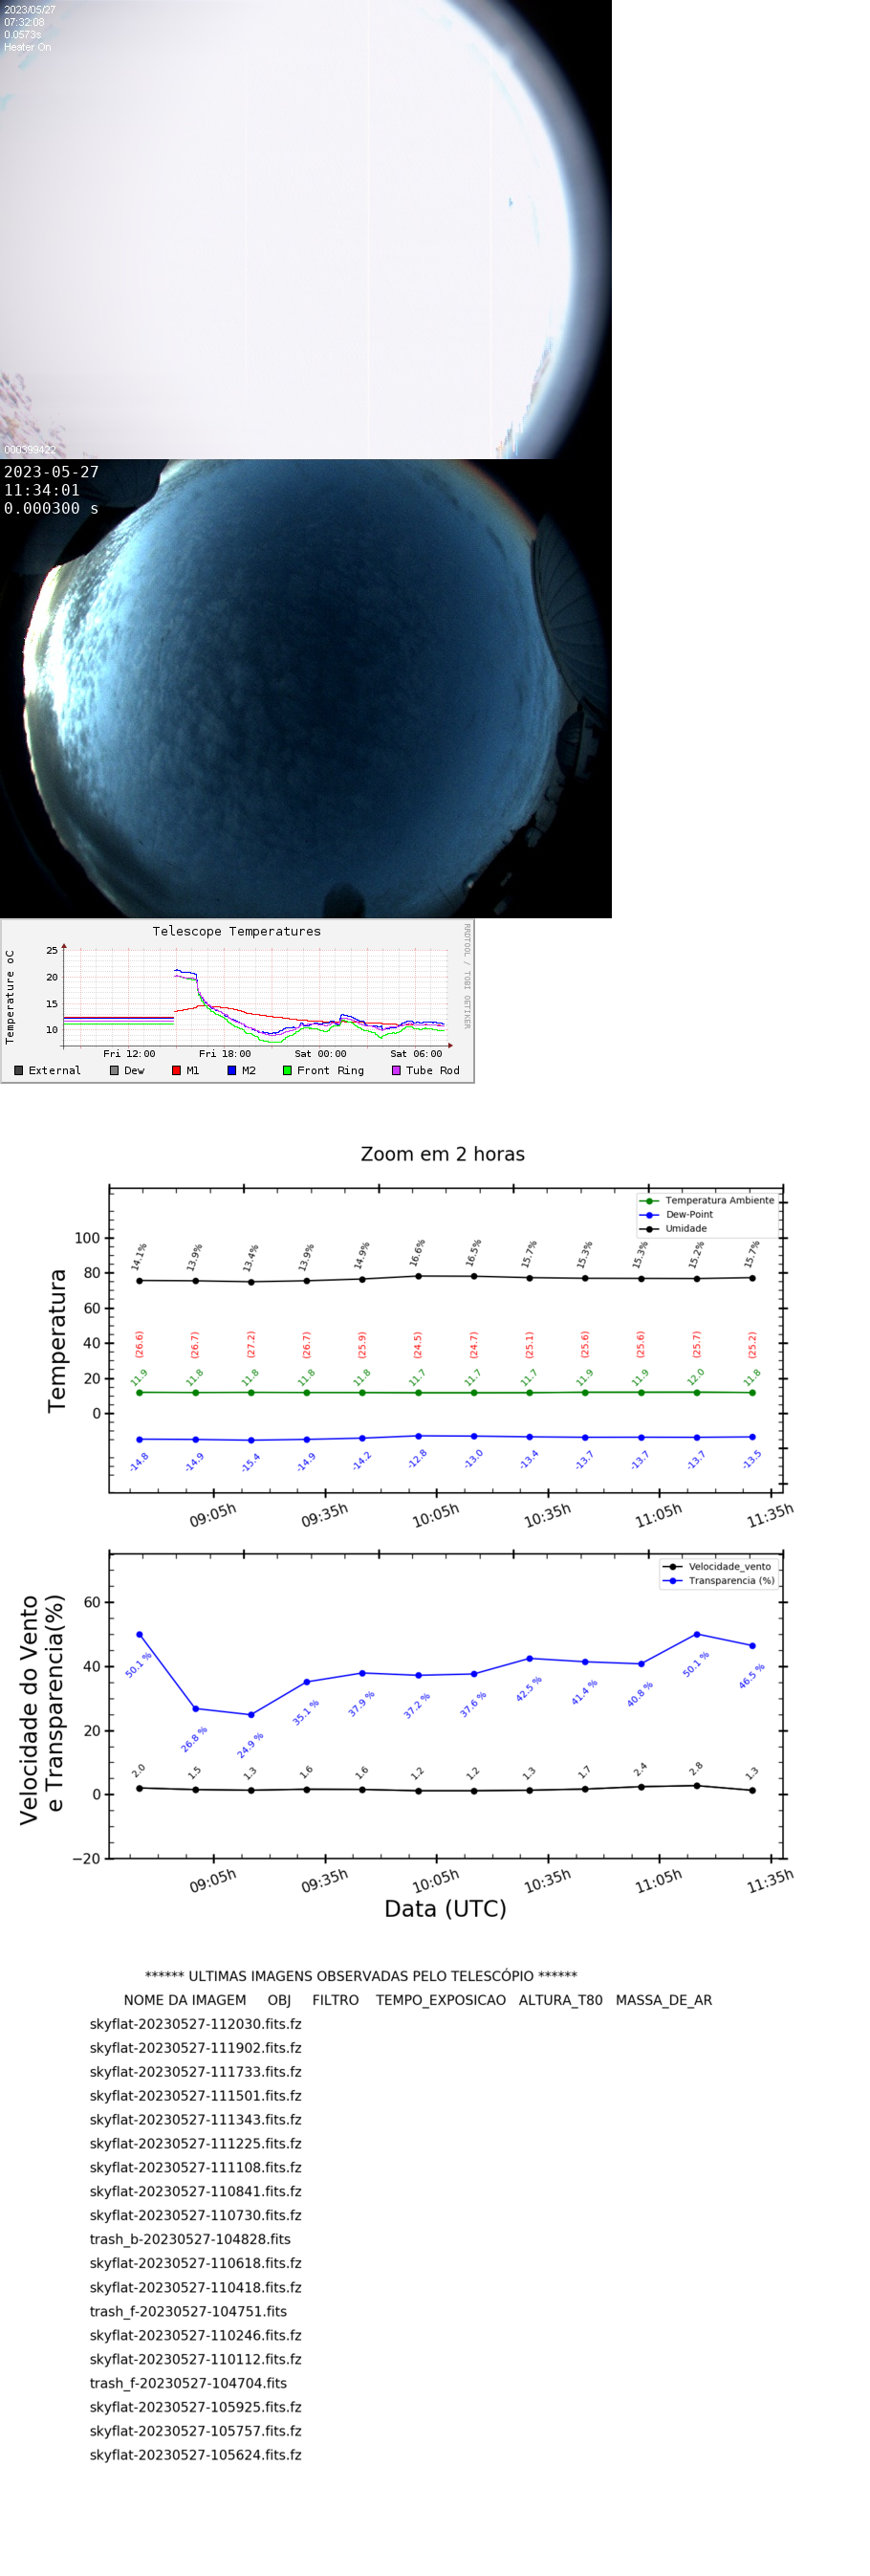 2023/05/27
07:32:08
0.0573s
Heater On
000399422
2023-05-27
11:34:01
0.000300 s
Telescope Temperatures
RRDTOOL / TOBI OETIKER
Temperature oC
25
20
15
10
Fri 12:00 Fri 18:00 Sat 00:00 Sat 06:00
External Dew M1 M2 Front Ring Tube Rod
Zoom em 2 horas
Temperatura
Temperatura Ambiente
Dew-Point
Umidade
100
80
60
40
20
0
14.1% 13.9% 13.4% 13.9% 14.9% 16.6% 16.5% 15.7% 15.3% 15.3% 15.2% 15.7%
(26.6) (26.7) (27.2) (26.7) (25.9) (24.5) (24.7) (25.1) (25.6) (25.6) (25.7) (25.2)
11.9 11.8 11.8 11.8 11.8 11.7 11.7 11.7 11.9 11.9 12.0 11.8
-14.8 -14.9 -15.4 -14.9 -14.2 -12.8 -13.0 -13.4 -13.7 -13.7 -13.7 -13.5
09:05h 09:35h 10:05h 10:35h 11:05h 11:35h
Velocidade do Vento
e Transparencia(%)
Velocidade_vento
Transparencia (%)
60
40
20
0
−20
50.1 % 26.8 % 24.9 % 35.1 % 37.9 % 37.2 % 37.6 % 42.5 % 41.4 % 40.8 % 50.1 % 46.5 %
2.0 1.5 1.3 1.6 1.6 1.2 1.2 1.3 1.7 2.4 2.8 1.3
09:05h 09:35h 10:05h 10:35h 11:05h 11:35h
Data (UTC)
****** ULTIMAS IMAGENS OBSERVADAS PELO TELESCÓPIO ******
NOME DA IMAGEM OBJ FILTRO TEMPO_EXPOSICAO ALTURA_T80 MASSA_DE_AR
skyflat-20230527-112030.fits.fz
skyflat-20230527-111902.fits.fz
skyflat-20230527-111733.fits.fz
skyflat-20230527-111501.fits.fz
skyflat-20230527-111343.fits.fz
skyflat-20230527-111225.fits.fz
skyflat-20230527-111108.fits.fz
skyflat-20230527-110841.fits.fz
skyflat-20230527-110730.fits.fz
trash_b-20230527-104828.fits
skyflat-20230527-110618.fits.fz
skyflat-20230527-110418.fits.fz
trash_f-20230527-104751.fits
skyflat-20230527-110246.fits.fz
skyflat-20230527-110112.fits.fz
trash_f-20230527-104704.fits
skyflat-20230527-105925.fits.fz
skyflat-20230527-105757.fits.fz
skyflat-20230527-105624.fits.fz